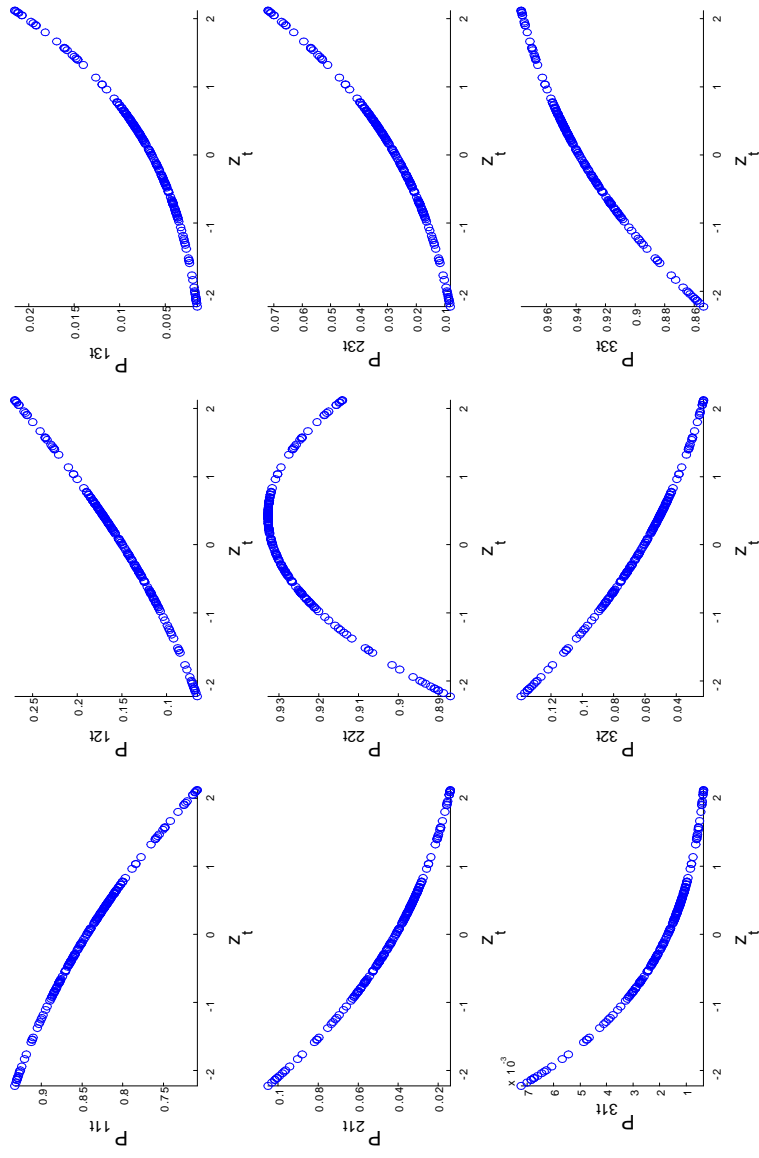 0.9
0.85
0.8
0.75
P11t
-2 -1 0 1 2
zt
0.25
0.2
0.15
0.1
P12t
-2 -1 0 1 2
zt
0.02
0.015
0.01
0.005
P13t
-2 -1 0 1 2
zt
0.1
0.08
0.06
0.04
0.02
P21t
-2 -1 0 1 2
zt
0.93
0.92
0.91
0.9
0.89
P22t
-2 -1 0 1 2
zt
0.07
0.06
0.05
0.04
0.03
0.02
0.01
P23t
-2 -1 0 1 2
zt
x 10-3
7
6
5
4
3
2
1
P31t
-2 -1 0 1 2
zt
0.12
0.1
0.08
0.06
0.04
P32t
-2 -1 0 1 2
zt
0.96
0.94
0.92
0.9
0.88
0.86
P33t
-2 -1 0 1 2
zt